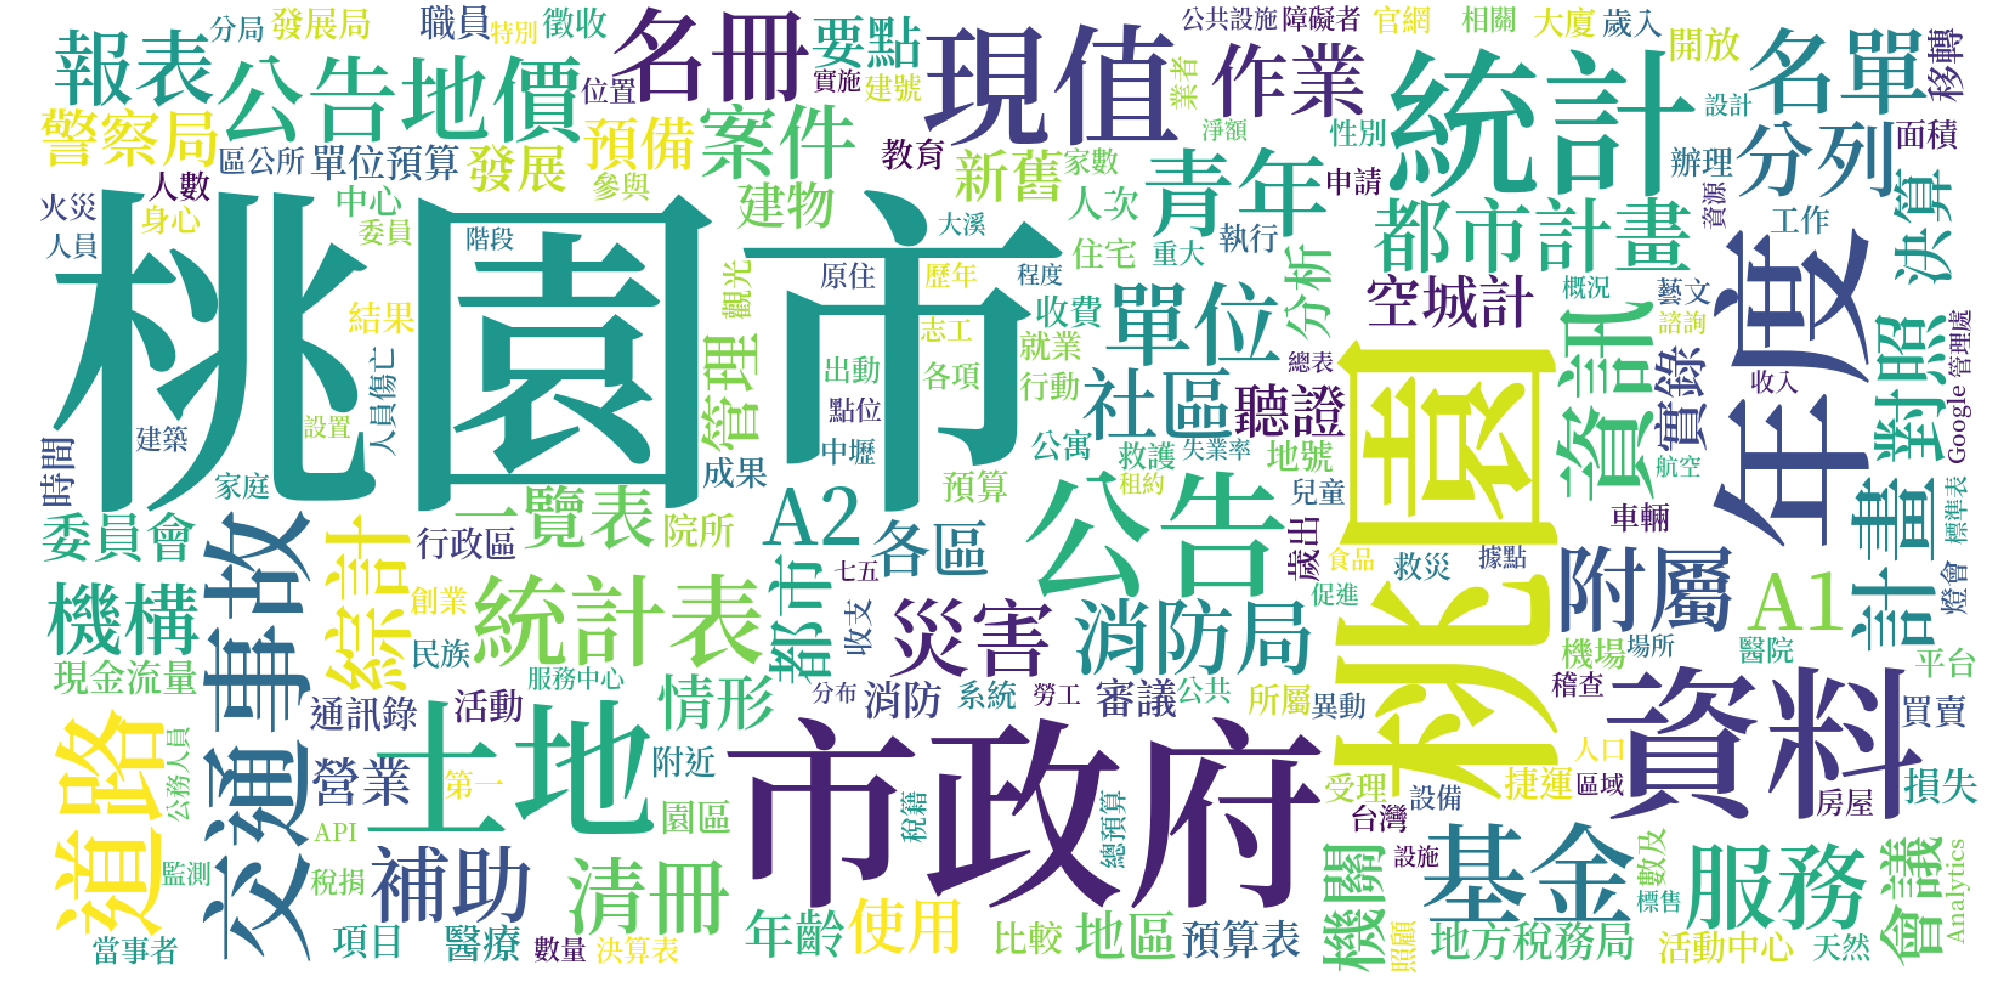 分局
發展局
職員
特別
徵收
名冊
要點
現值
公共設施
障礙者
官網
相關
大廈
歲入
開放
名單
移轉
報表
公告地價
位置
實施
建號
業者
作業
統計
設計
警察局
區公所
單位預算
發展
預備
案件
教育
新舊
家數
淨額
性別
青年
申請
辦理
分列
面積
火災
人數
身心
中心
委員
參與
建物
人次
都市計畫
資源
工作
決算
人員
桃園市
階段
大溪
住宅
重大
執行
分析
空城計
概況
藝文
諮詢
年度
結果
觀光
原住
歷年
程度
收費
單位
志工
就業
管理
出動
各項
行動
總表
桃園
資訊
實錄
收入
對照
Google
管理處
人員傷亡
設置
建築
點位
中壢
社區
聽證
公寓
救護
失業率
地號
航空
時間
家庭
成果
預算
租約
兒童
車輛
標準表
委員會
事故
綜計
行政區
一覽表
院所
A2
各區
公告
歲出
食品
救災
據點
附屬
A1
計畫
燈會
七五
都市
機構
創業
統計表
收支
災害
消防局
促進
民族
機場
場所
醫院
平台
現金流量
服務中心
分布
消防
系統
勞工
審議
公共
所屬
異動
稽查
通訊錄
活動
情形
買賣
道路
公務人員
交通
營業
第一
土地
附近
市政府
人口
資料
受理
設備
捷運
區域
房屋
損失
API
園區
稅籍
總預算
台灣
監測
稅捐
補助
清冊
機關
設施
基金
數及
標售
服務
會議
Analytics
當事者
項目
醫療
數量
決算表
年齡
使用
比較
地區
預算表
照顧
地方稅務局
活動中心
天然